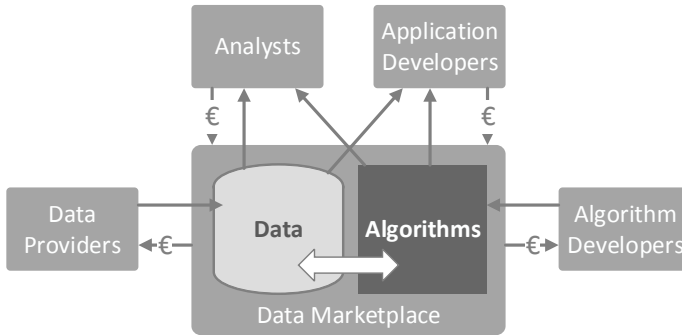 Analysts
Application
Developers
€
€
Data
Providers
€
Data
Algorithms
€
Algorithm
Developers
Data Marketplace